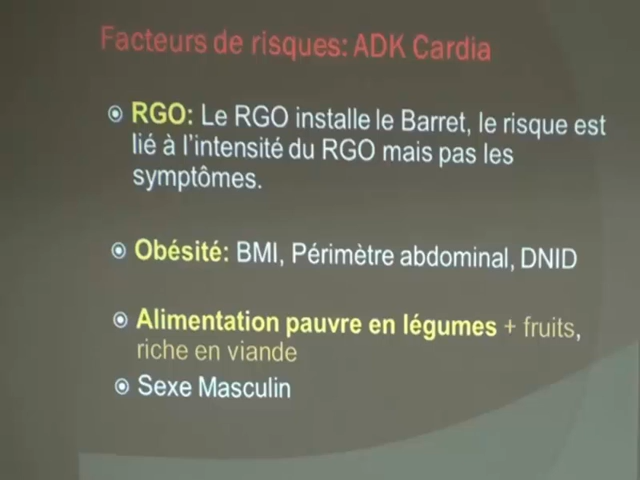 Facteurs de risques: ADK Cardia
RGO: Le RGO installe le Barret, le risque est
lié à l'intensité du RGO mais pas les
symptômes.
Obésité: BMI, Périmètre abdominal, DNID
Alimentation pauvre en légumes + fruits,
riche en viande
Sexe Masculin